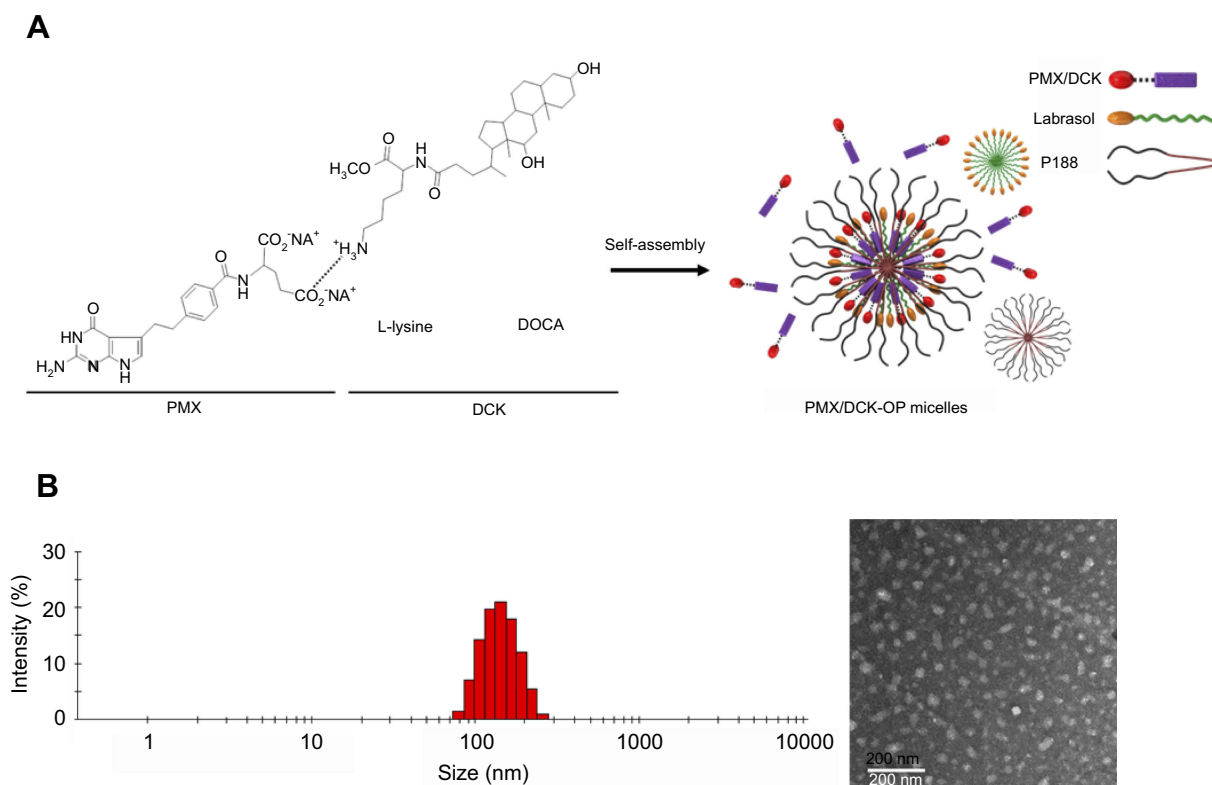 A
OH
O
H
N
H₃CO
O
OH
⁺H₃N
CO₂⁻NA⁺
O
N
H
CO₂⁻NA⁺
O
HN
H₂N
N
N
H
L-lysine
DOCA
PMX
DCK
Self-assembly
PMX/DCK
Labrasol
P188
PMX/DCK-OP micelles
B
Intensity (%)
30
20
10
0
1 10 100 1000 10000
Size (nm)
200 nm
200 nm